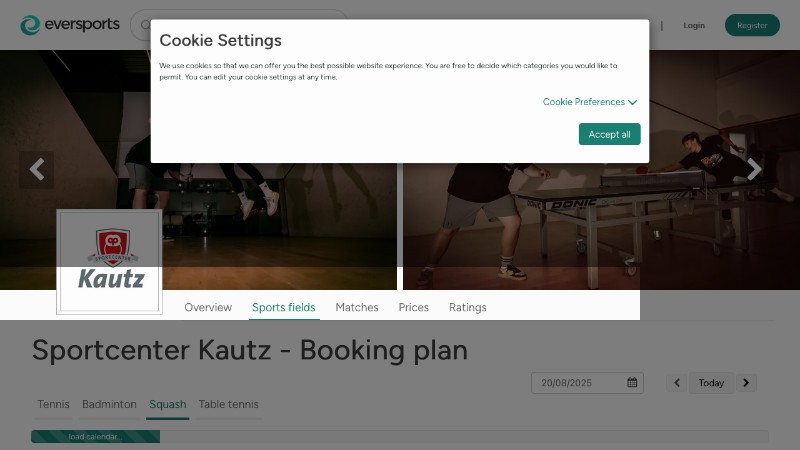 eversports
Login
Register
Cookie Settings
We use cookies so that we can offer you the best possible website experience. You are free to decide which categories you would like to
permit. You can edit your cookie settings at any time.
Cookie Preferences
Accept all
DONIC
SPORTCENTER
Kautz
Overview
Sports fields
Matches
Prices
Ratings
Sportcenter Kautz - Booking plan
20/08/2025
Today
Tennis
Badminton
Squash
Table tennis
load calendar...